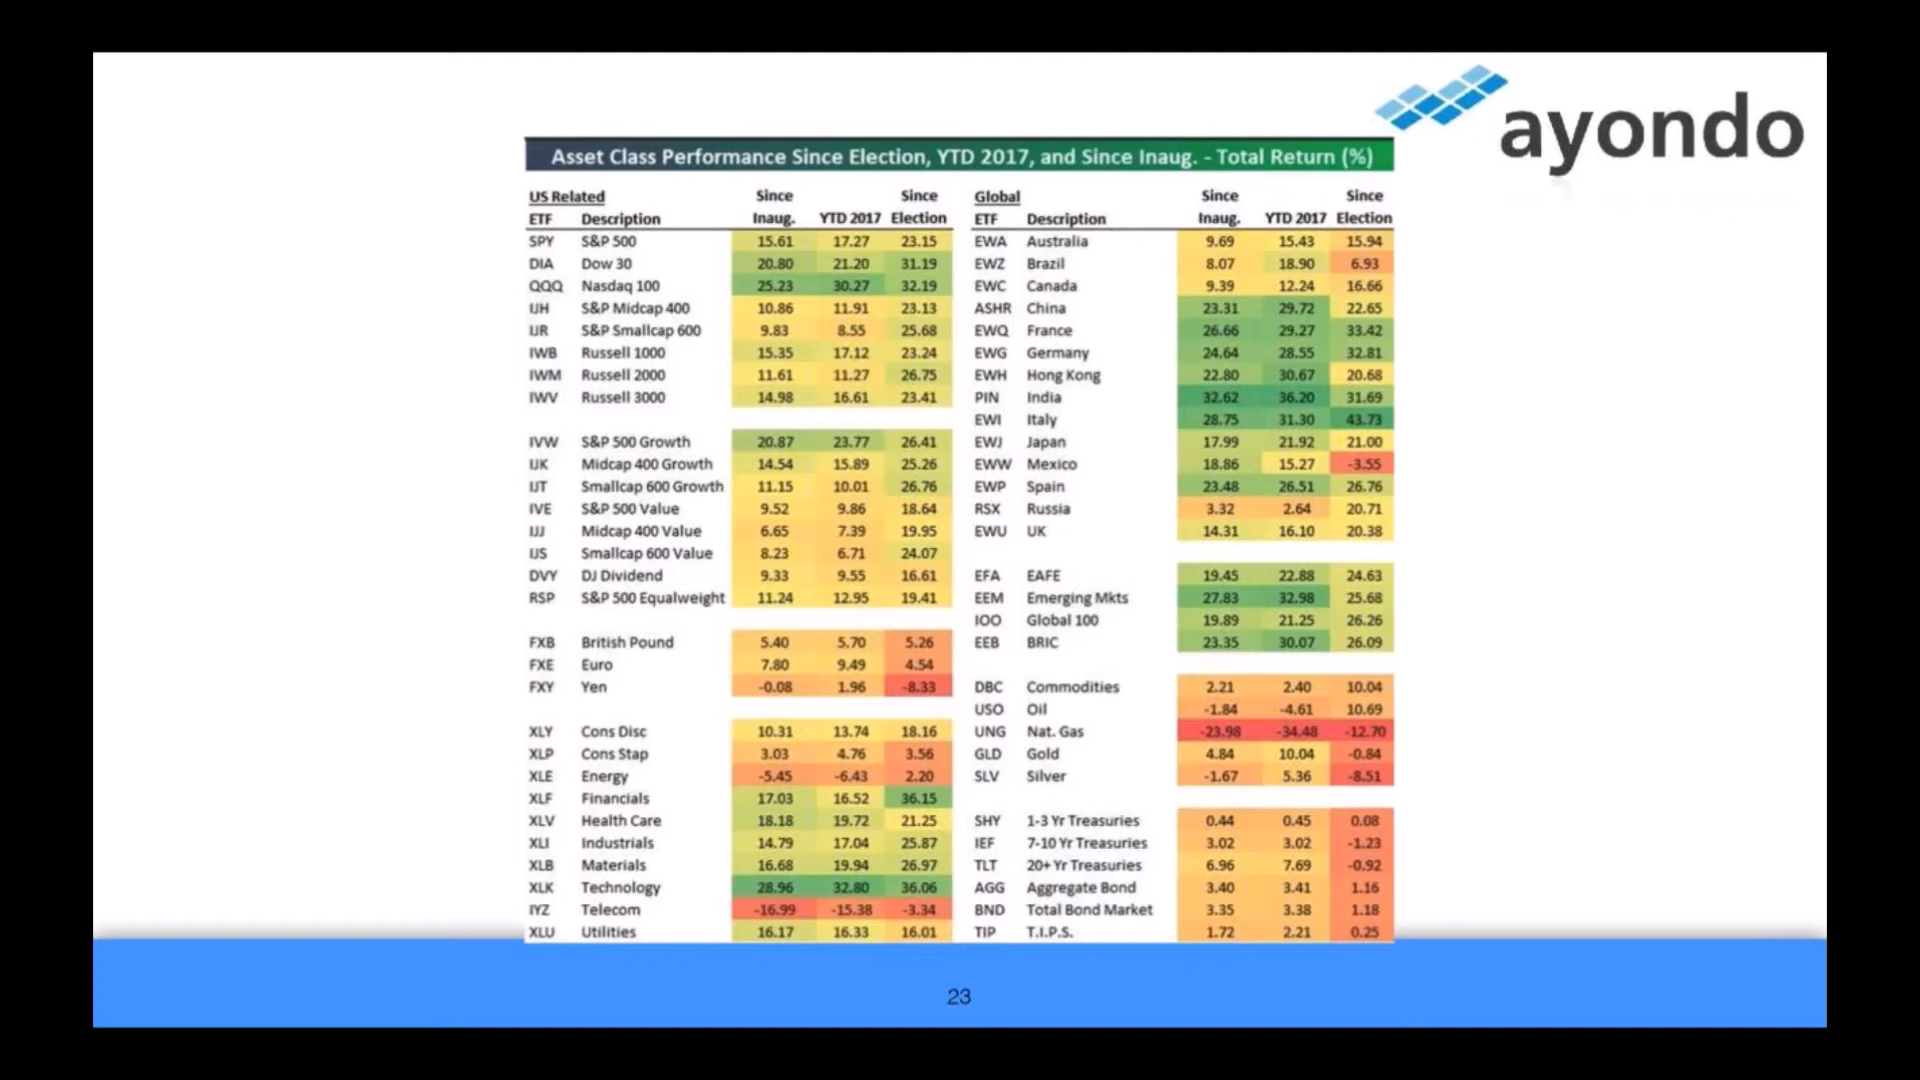 ayondo
Asset Class Performance Since Election, YTD 2017, and Since Inaug. - Total Return (%)
US Related Since Since
ETF Description Inaug. YTD 2017 Election
SPY S&P 500 15.61 17.27 23.15
DIA Dow 30 20.80 21.20 31.19
QQQ Nasdaq 100 25.23 30.27 32.19
IJH S&P Midcap 400 10.86 11.91 23.13
IJR S&P Smallcap 600 9.83 8.55 25.68
IWB Russell 1000 15.35 17.12 23.24
IWM Russell 2000 11.61 11.27 26.75
IWV Russell 3000 14.98 16.61 23.41
IVW S&P 500 Growth 20.87 23.77 26.41
IJK Midcap 400 Growth 14.54 15.89 25.26
IJT Smallcap 600 Growth 11.15 10.01 26.76
IVE S&P 500 Value 9.52 9.86 18.64
IJJ Midcap 400 Value 6.65 7.39 19.95
IJS Smallcap 600 Value 8.23 6.71 24.07
DVY DJ Dividend 9.33 9.55 16.61
RSP S&P 500 Equalweight 11.24 12.95 19.41
FXB British Pound 5.40 5.70 5.26
FXE Euro 7.80 9.49 4.54
FXY Yen -0.08 1.96 -8.33
XLY Cons Disc 10.31 13.74 18.16
XLP Cons Stap 3.03 4.76 3.56
XLE Energy -5.45 -6.43 2.20
XLF Financials 17.03 16.52 36.15
XLV Health Care 18.18 19.72 21.25
XLI Industrials 14.79 17.04 25.87
XLB Materials 16.68 19.94 26.97
XLK Technology 28.96 32.80 36.06
IYZ Telecom -16.99 -15.38 -3.34
XLU Utilities 16.17 16.33 16.01
Global Since Since
ETF Description Inaug. YTD 2017 Election
EWA Australia 9.69 15.43 15.94
EWZ Brazil 8.07 18.90 6.93
EWC Canada 9.39 12.24 16.66
ASHR China 23.31 29.72 22.65
EWQ France 26.66 29.27 33.42
EWG Germany 24.64 28.55 32.81
EWH Hong Kong 22.80 30.67 20.68
PIN India 32.62 36.20 31.69
EWI Italy 28.75 31.30 43.73
EWJ Japan 17.99 21.92 21.00
EWW Mexico 18.86 15.27 -3.55
EWP Spain 23.48 26.51 26.76
RSX Russia 3.32 2.64 20.71
EWU UK 14.31 16.10 20.38
EFA EAFE 19.45 22.88 24.63
EEM Emerging Mkts 27.83 32.98 25.68
IOO Global 100 19.89 21.25 26.26
EEB BRIC 23.35 30.07 26.09
DBC Commodities 2.21 2.40 10.04
USO Oil -1.84 -4.61 10.69
UNG Nat. Gas -23.98 -34.48 -12.70
GLD Gold 4.84 10.04 -0.84
SLV Silver -1.67 5.36 -8.51
SHY 1-3 Yr Treasuries 0.44 0.45 0.08
IEF 7-10 Yr Treasuries 3.02 3.02 -1.23
TLT 20+ Yr Treasuries 6.96 7.69 -0.92
AGG Aggregate Bond 3.40 3.41 1.16
BND Total Bond Market 3.35 3.38 1.18
TIP T.I.P.S. 1.72 2.21 0.25
23